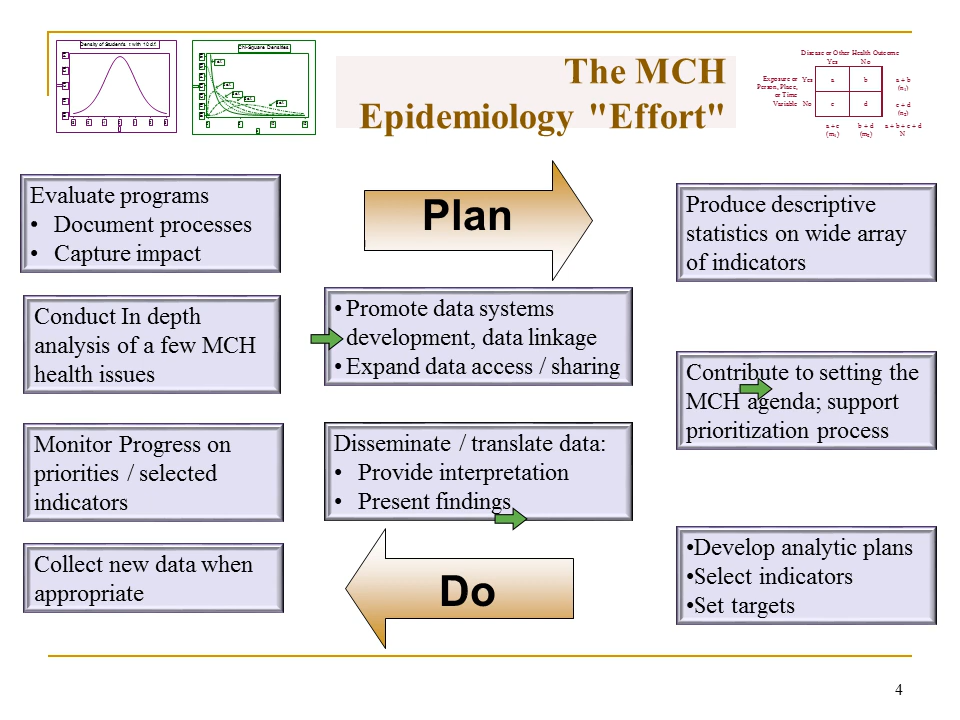 Density of Students t with 10 d.f.
Chi-Square Densities
The MCH
Epidemiology "Effort"
Disease or Other Health Outcome
Yes No
Exposure or
Person, Place,
or Time
Variable
Yes a b a + b
(n1)
No c d c + d
(n2)
a + c b + d a + b + c + d
(m1) (m2) N
Evaluate programs
• Document processes
• Capture impact
Conduct In depth
analysis of a few MCH
health issues
Monitor Progress on
priorities / selected
indicators
Collect new data when
appropriate
Plan
• Promote data systems
development, data linkage
• Expand data access / sharing
Disseminate / translate data:
• Provide interpretation
• Present findings
Do
Produce descriptive
statistics on wide array
of indicators
Contribute to setting the
MCH agenda; support
prioritization process
•Develop analytic plans
•Select indicators
•Set targets
4